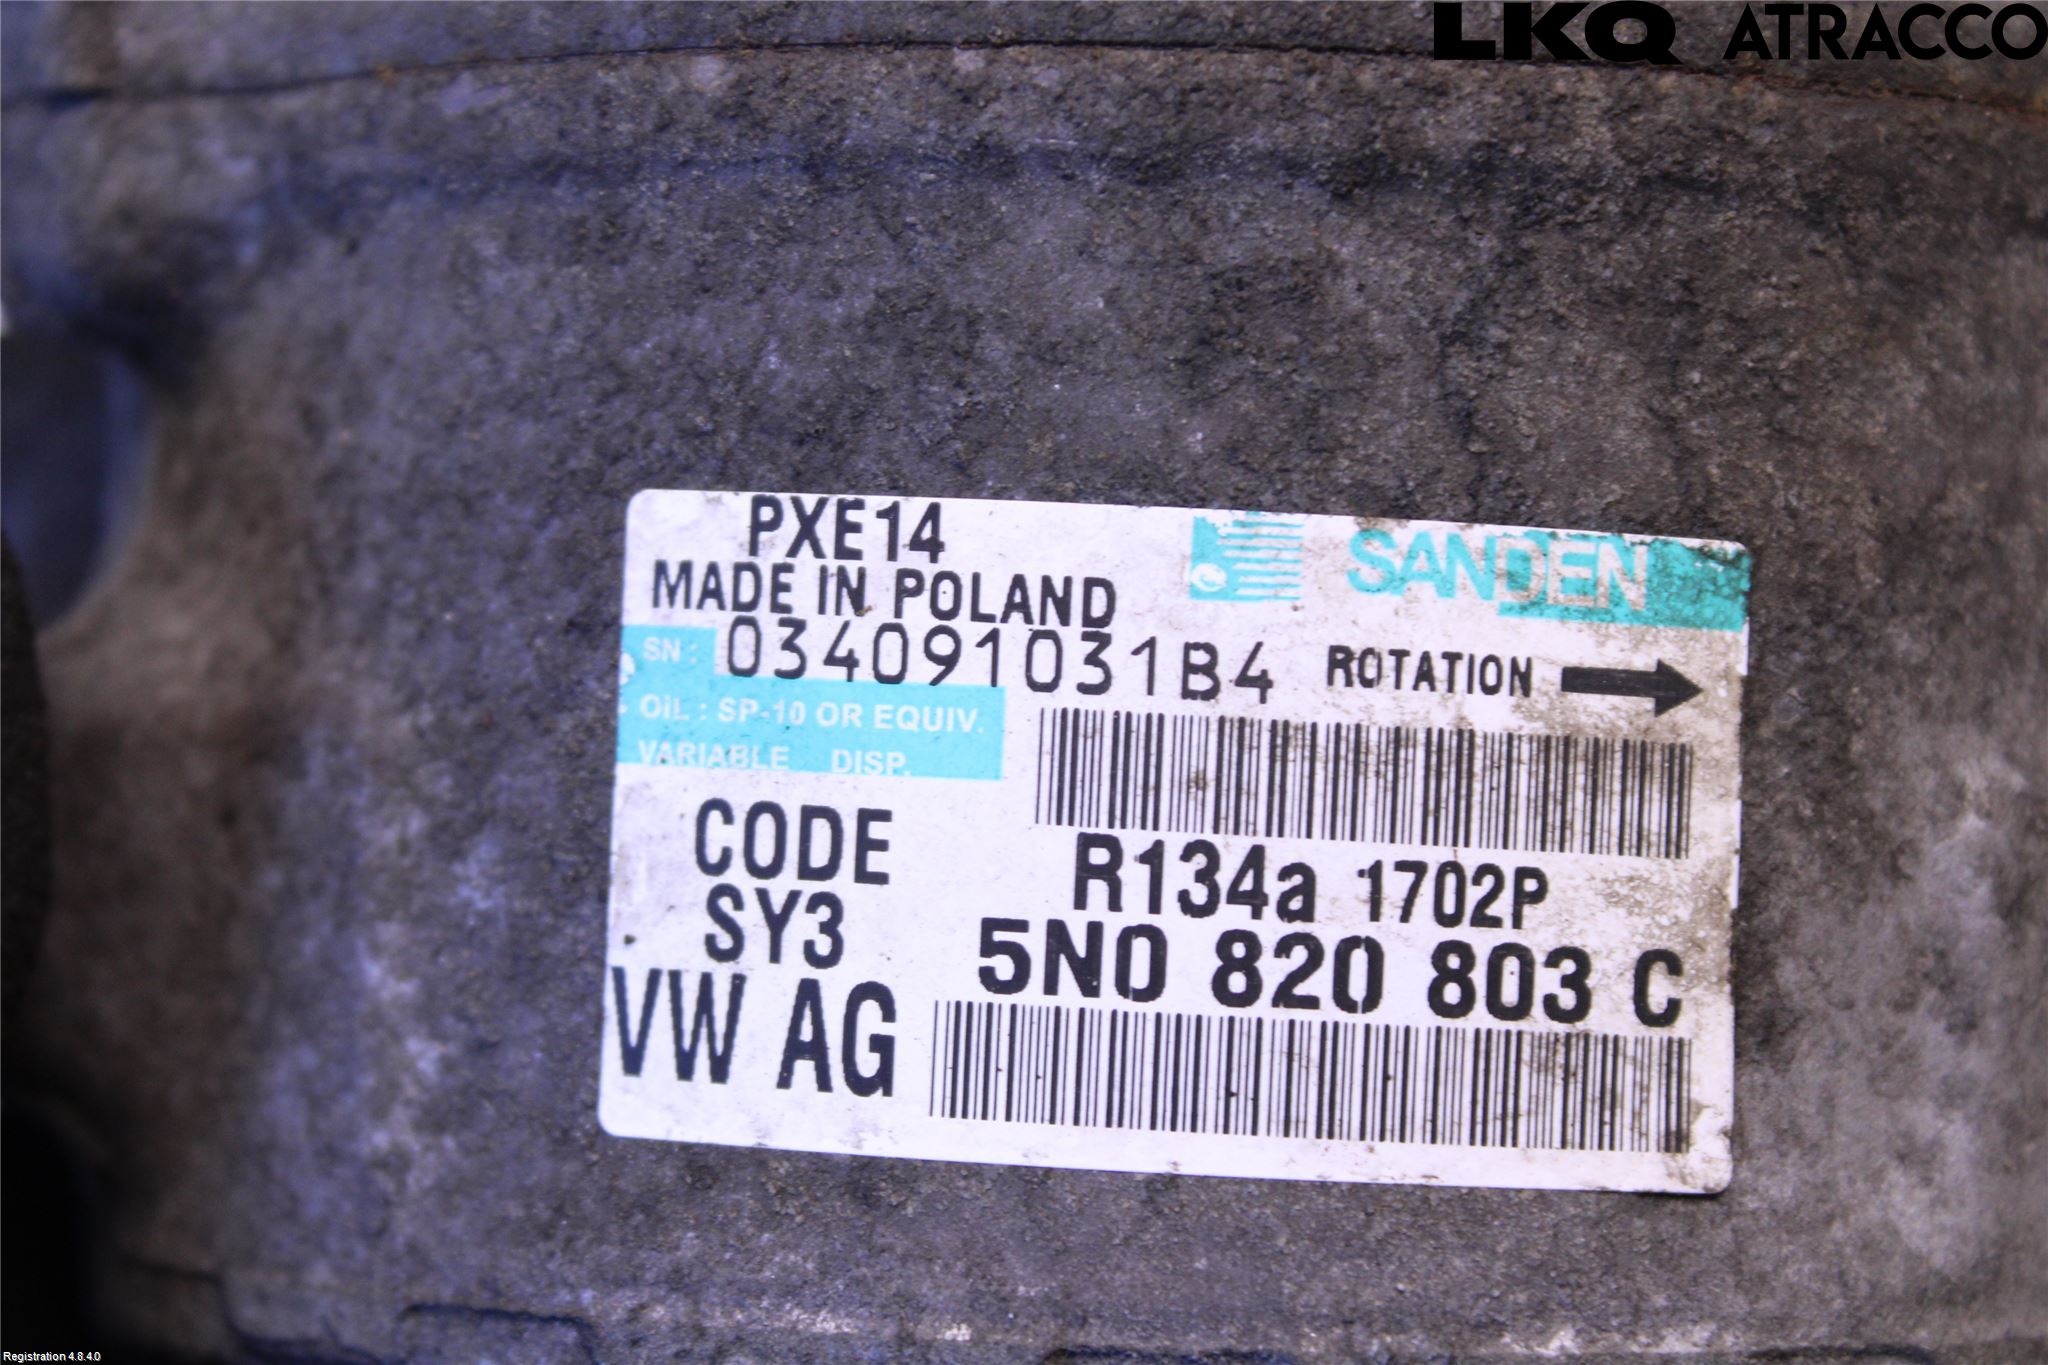 LKQ ATRACCO
PXE14
SANDEN
MADE IN POLAND
SN : 034091031B4
ROTATION
OiL : SP-10 OR EQUIV.
VARIABLE DISP.
CODE
SY3
R134a 1702P
5N0 820 803 C
VW AG
Registration 4.8.4.0